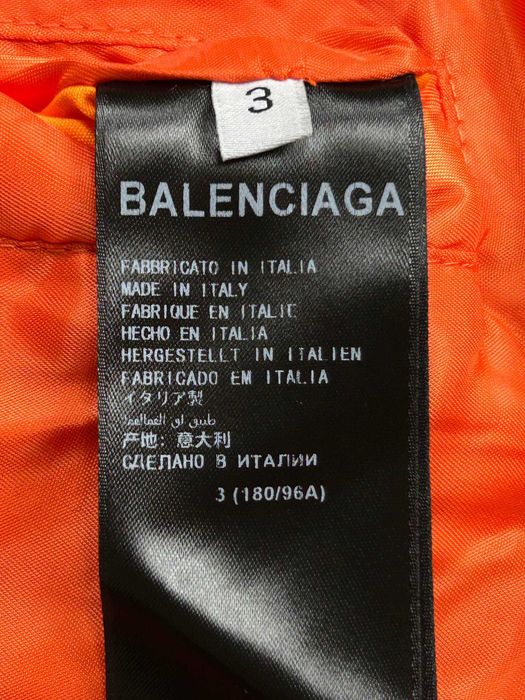 3
BALENCIAGA
FABBRICATO IN ITALIA
MADE IN ITALY
FABRIQUE EN ITALIE
HECHO EN ITALIA
HERGESTELLT IN ITALIEN
FABRICADO EM ITALIA
イタリア製
产地: 意大利
СДЕЛАНО В ИТАЛИИ
3 (180/96A)